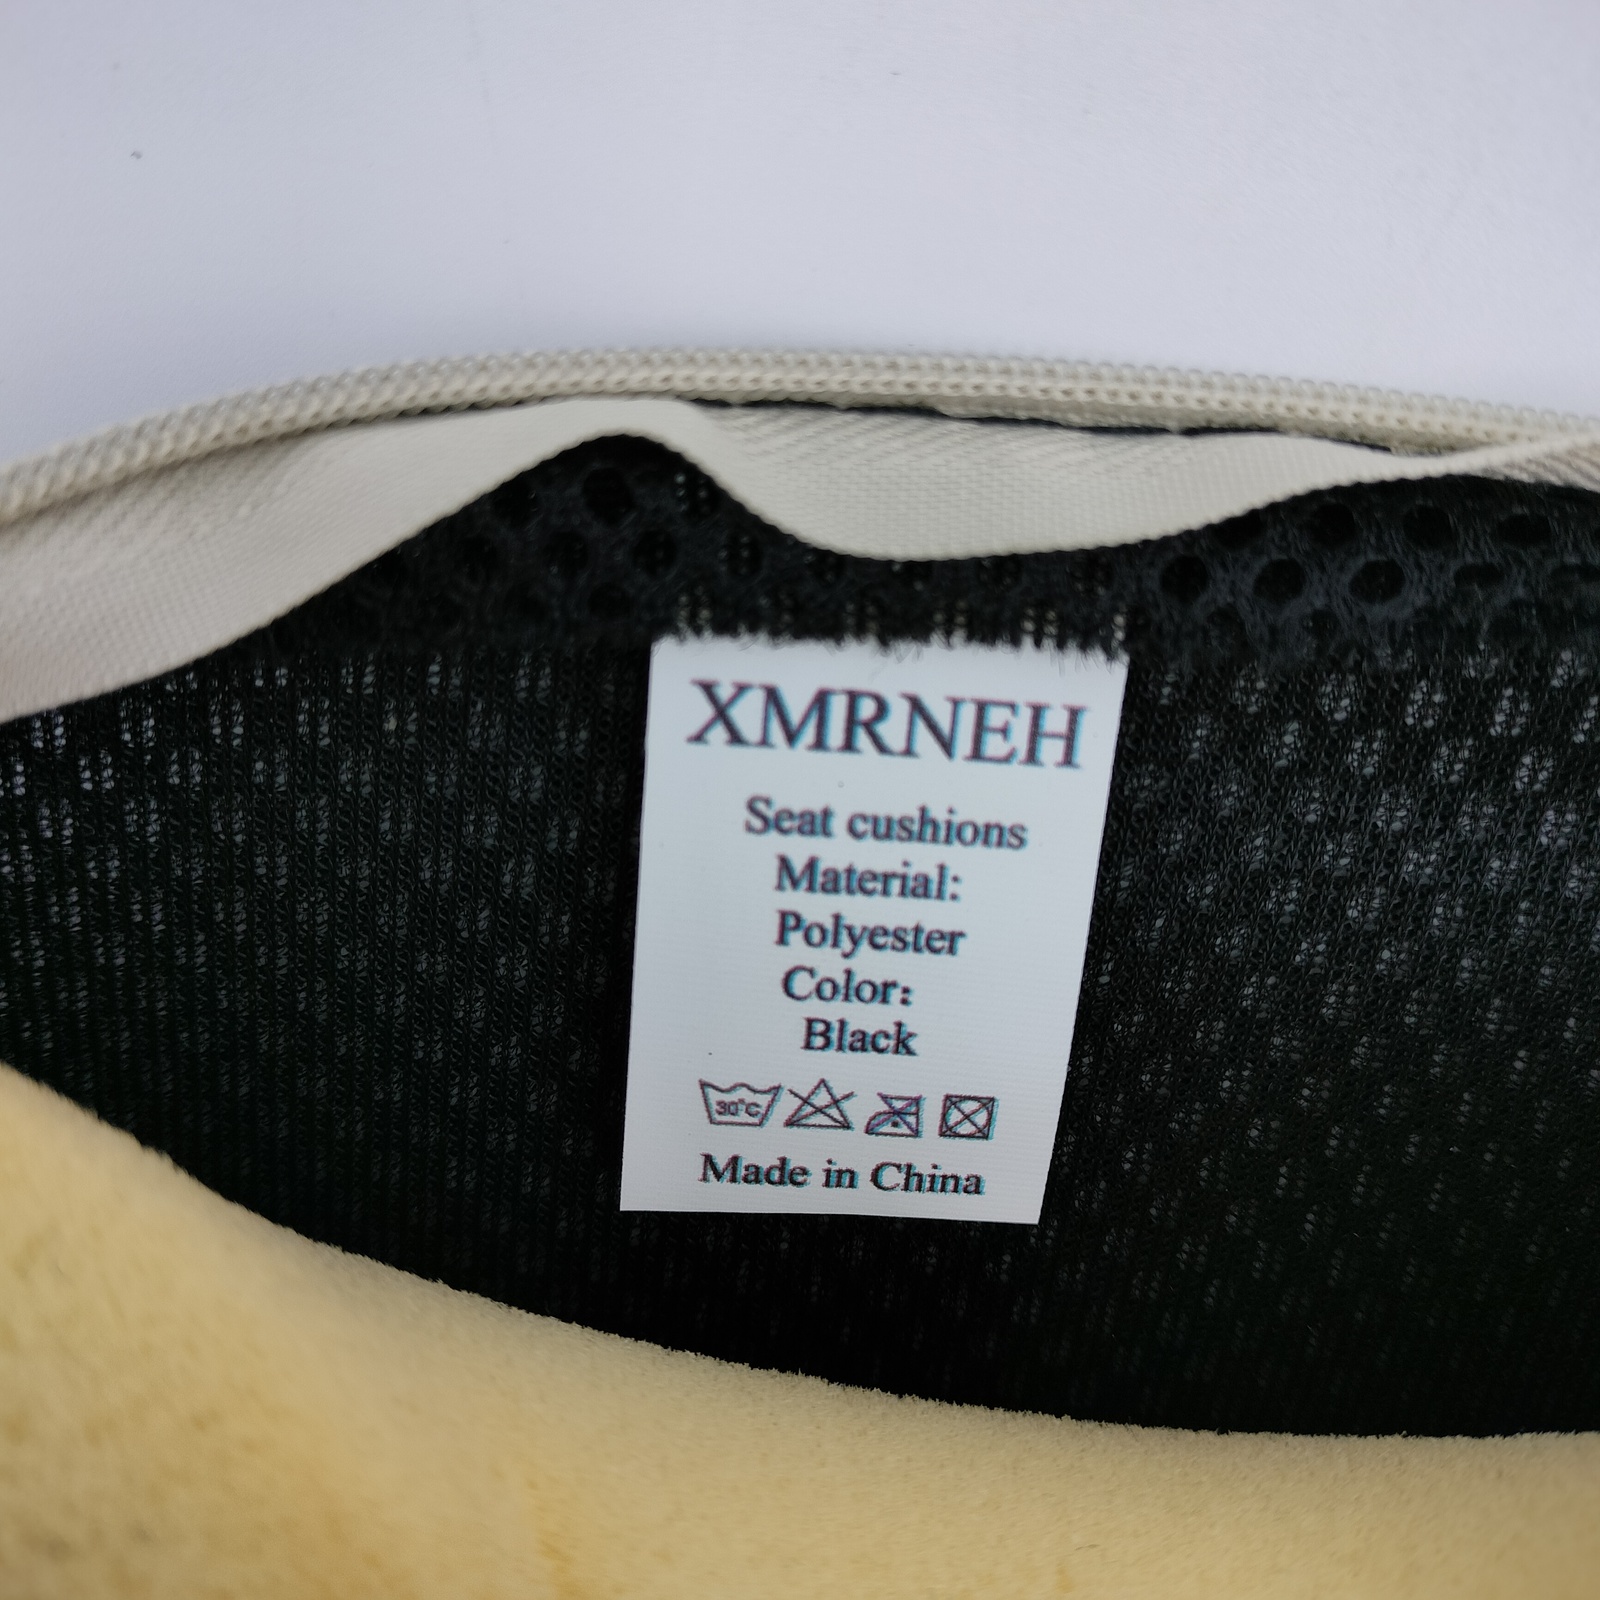 XMRNEH
Seat cushions
Material:
Polyester
Color:
Black
30°C
Made in China